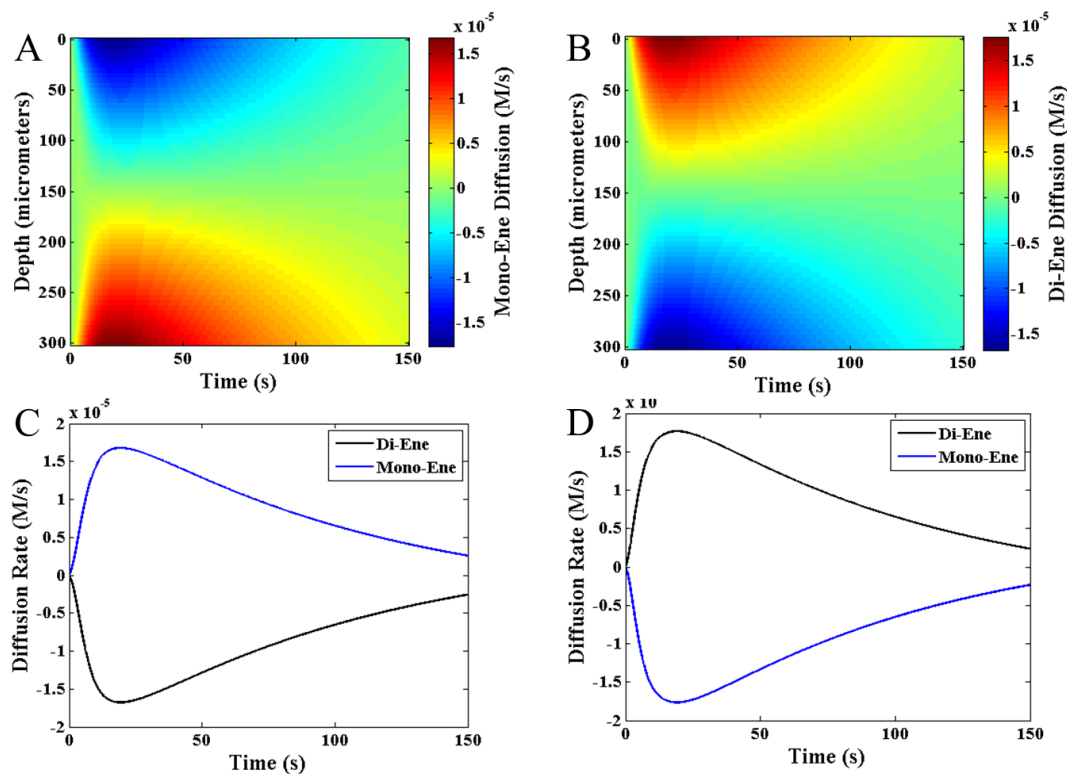 A
x 10-5
0
50
100
150
200
250
300
Depth (micrometers)
0 50 100 150
Time (s)
1.5
1
0.5
0
-0.5
-1
-1.5
Mono-Ene Diffusion (M/s)
B
x 10-5
0
50
100
150
200
250
300
Depth (micrometers)
0 50 100 150
Time (s)
1.5
1
0.5
0
-0.5
-1
-1.5
Di-Ene Diffusion (M/s)
C
x 10-5
2
1.5
1
0.5
0
-0.5
-1
-1.5
-2
Diffusion Rate (M/s)
Di-Ene
Mono-Ene
0 50 100 150
Time (s)
D
x 10
2
1.5
1
0.5
0
-0.5
-1
-1.5
-2
Diffusion Rate (M/s)
Di-Ene
Mono-Ene
0 50 100 150
Time (s)